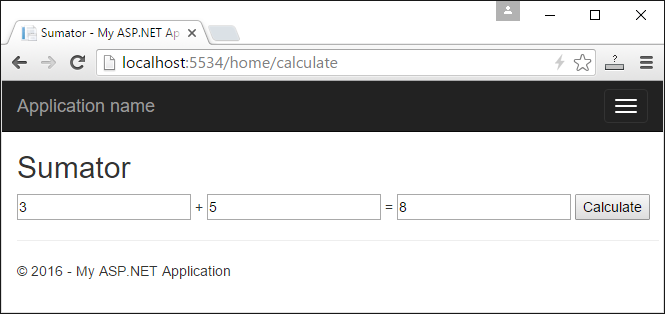 Sumator - My ASP.NET Ap
localhost:5534/home/calculate
Application name
Sumator
3 + 5 = 8 Calculate
© 2016 - My ASP.NET Application